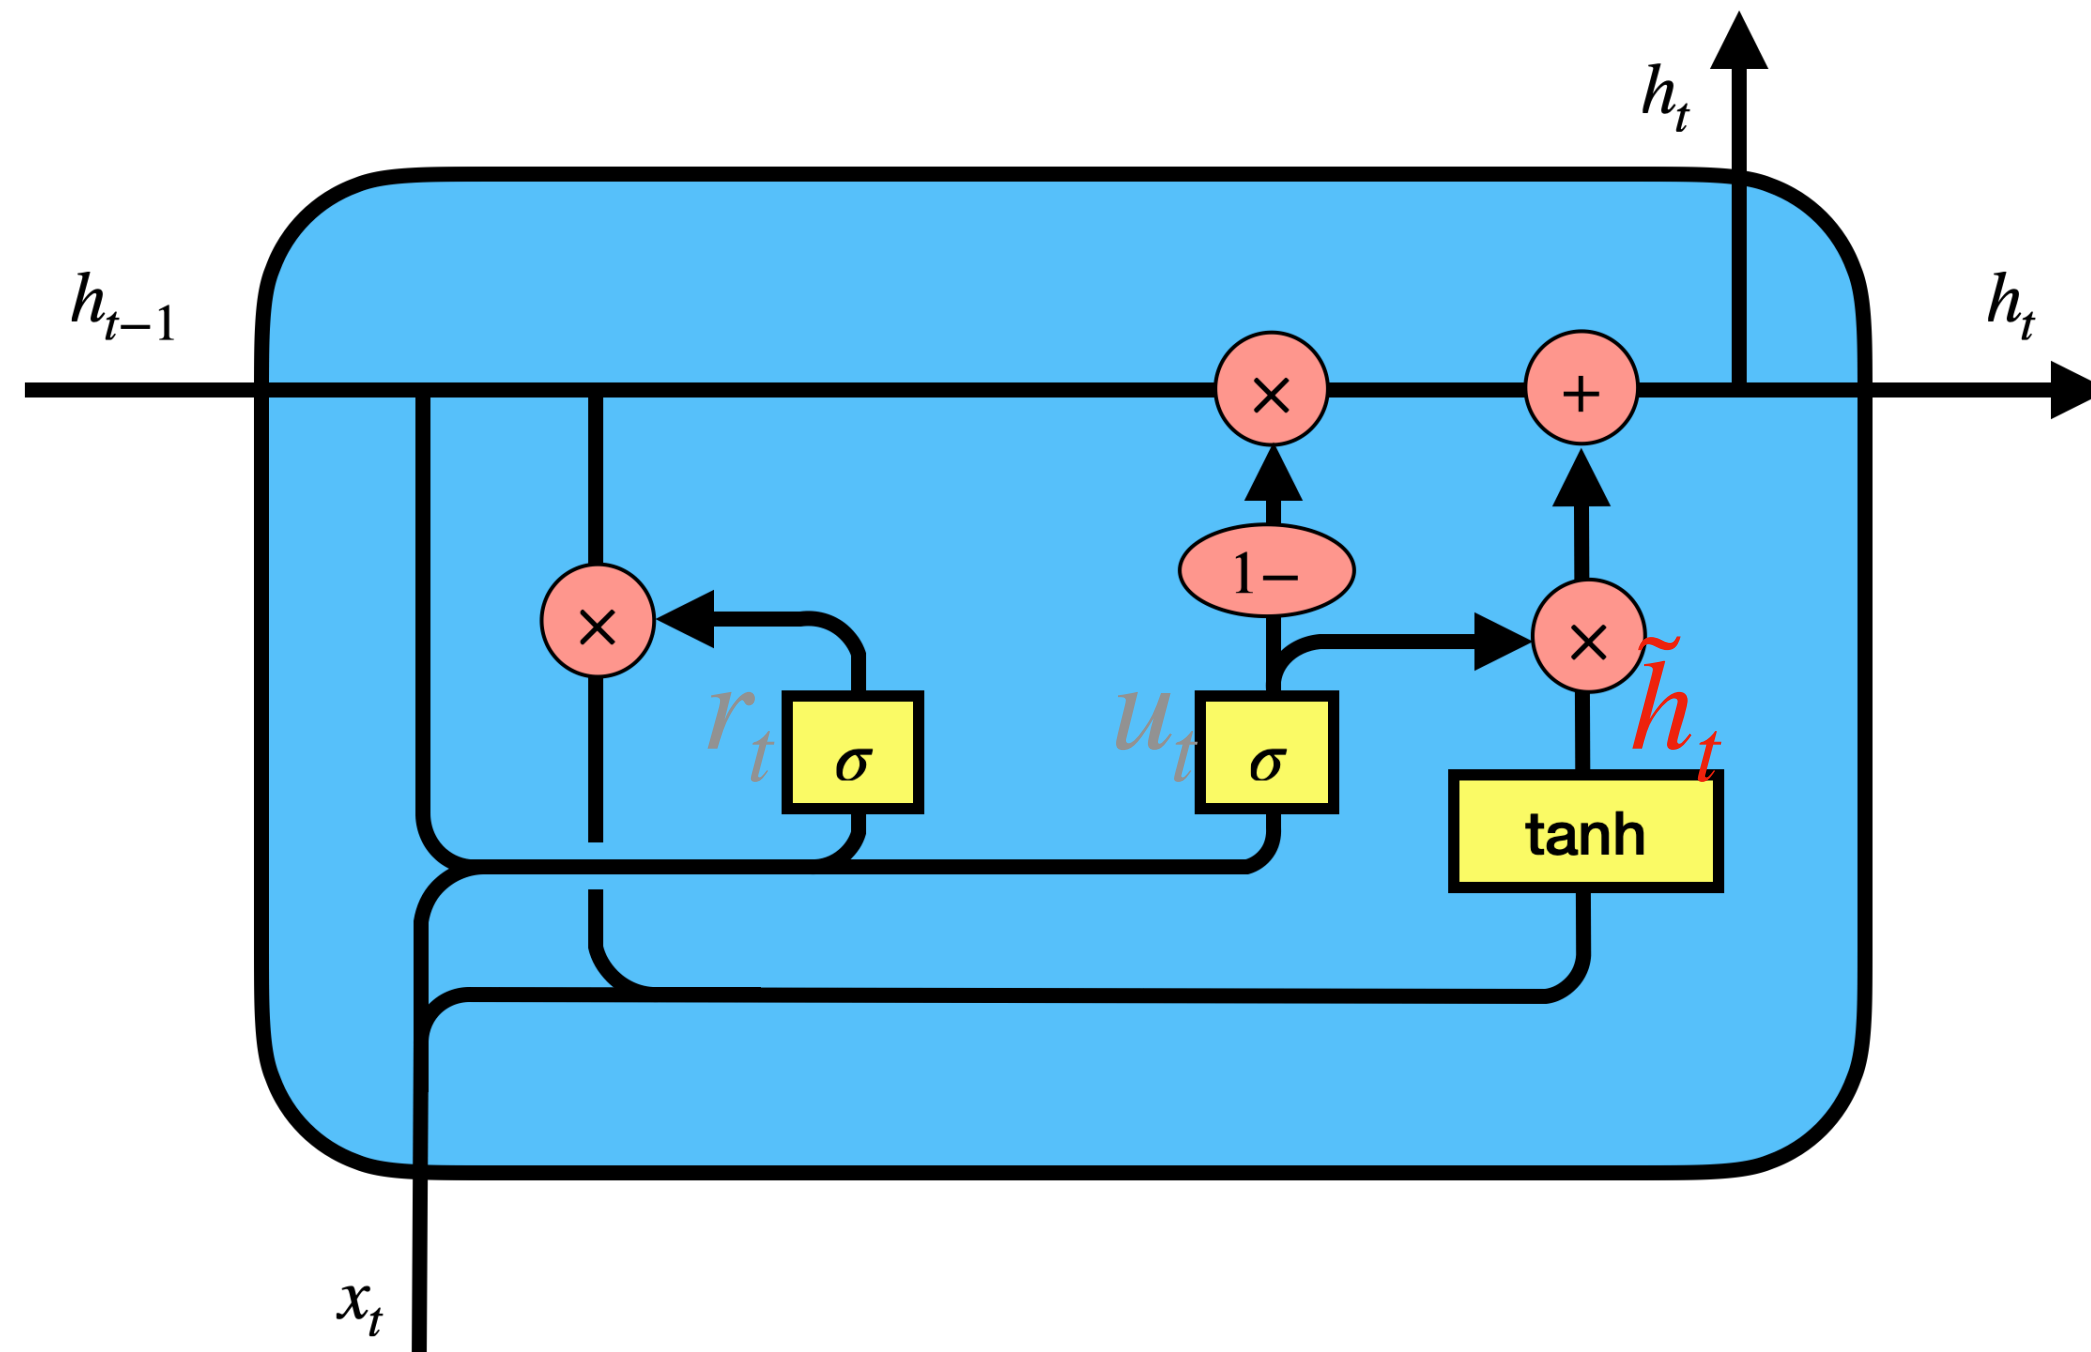 h_t
h_{t−1}
h_t
×
+
1−
×
×
r_t
u_t
h̃_t
σ
σ
tanh
x_t